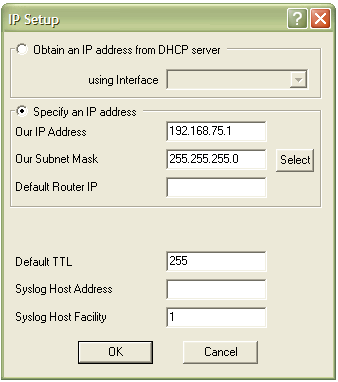 IP Setup
Obtain an IP address from DHCP server
using Interface
Specify an IP address
Our IP Address 192.168.75.1
Our Subnet Mask 255.255.255.0 Select
Default Router IP
Default TTL 255
Syslog Host Address
Syslog Host Facility 1
OK Cancel